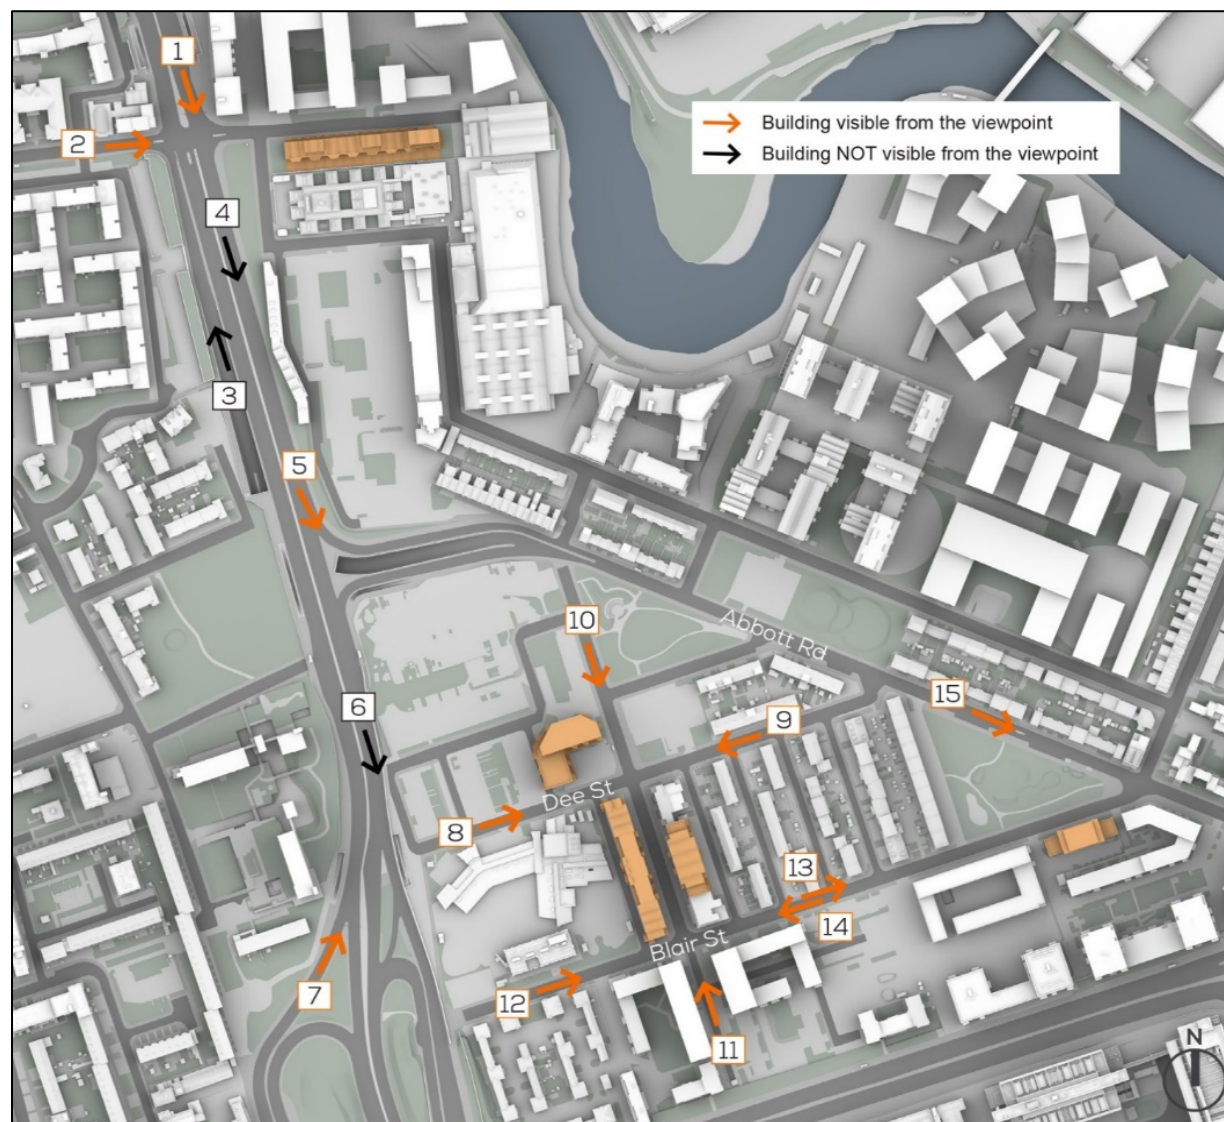 1
2
Building visible from the viewpoint
Building NOT visible from the viewpoint
4
3
5
10
Abbott Rd
6
15
9
Dee St
8
13
14
Blair St
7
12
11
N